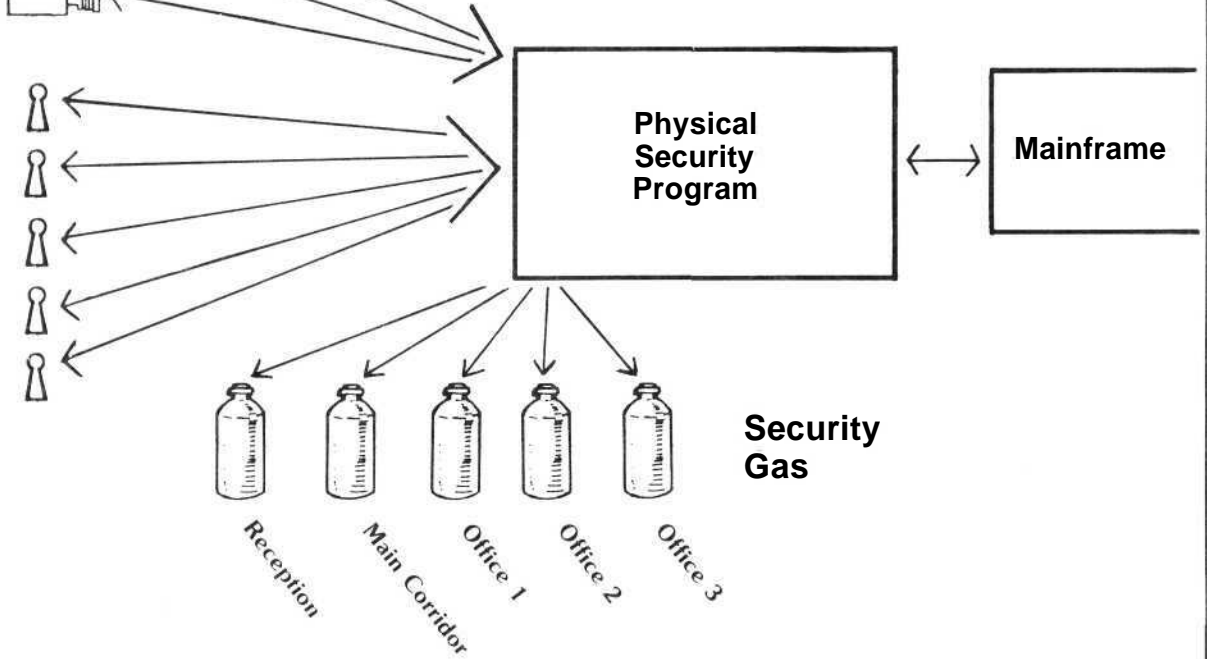 Physical
Security
Program
Mainframe
Security
Gas
Reception
Main Corridor
Office 1
Office 2
Office 3